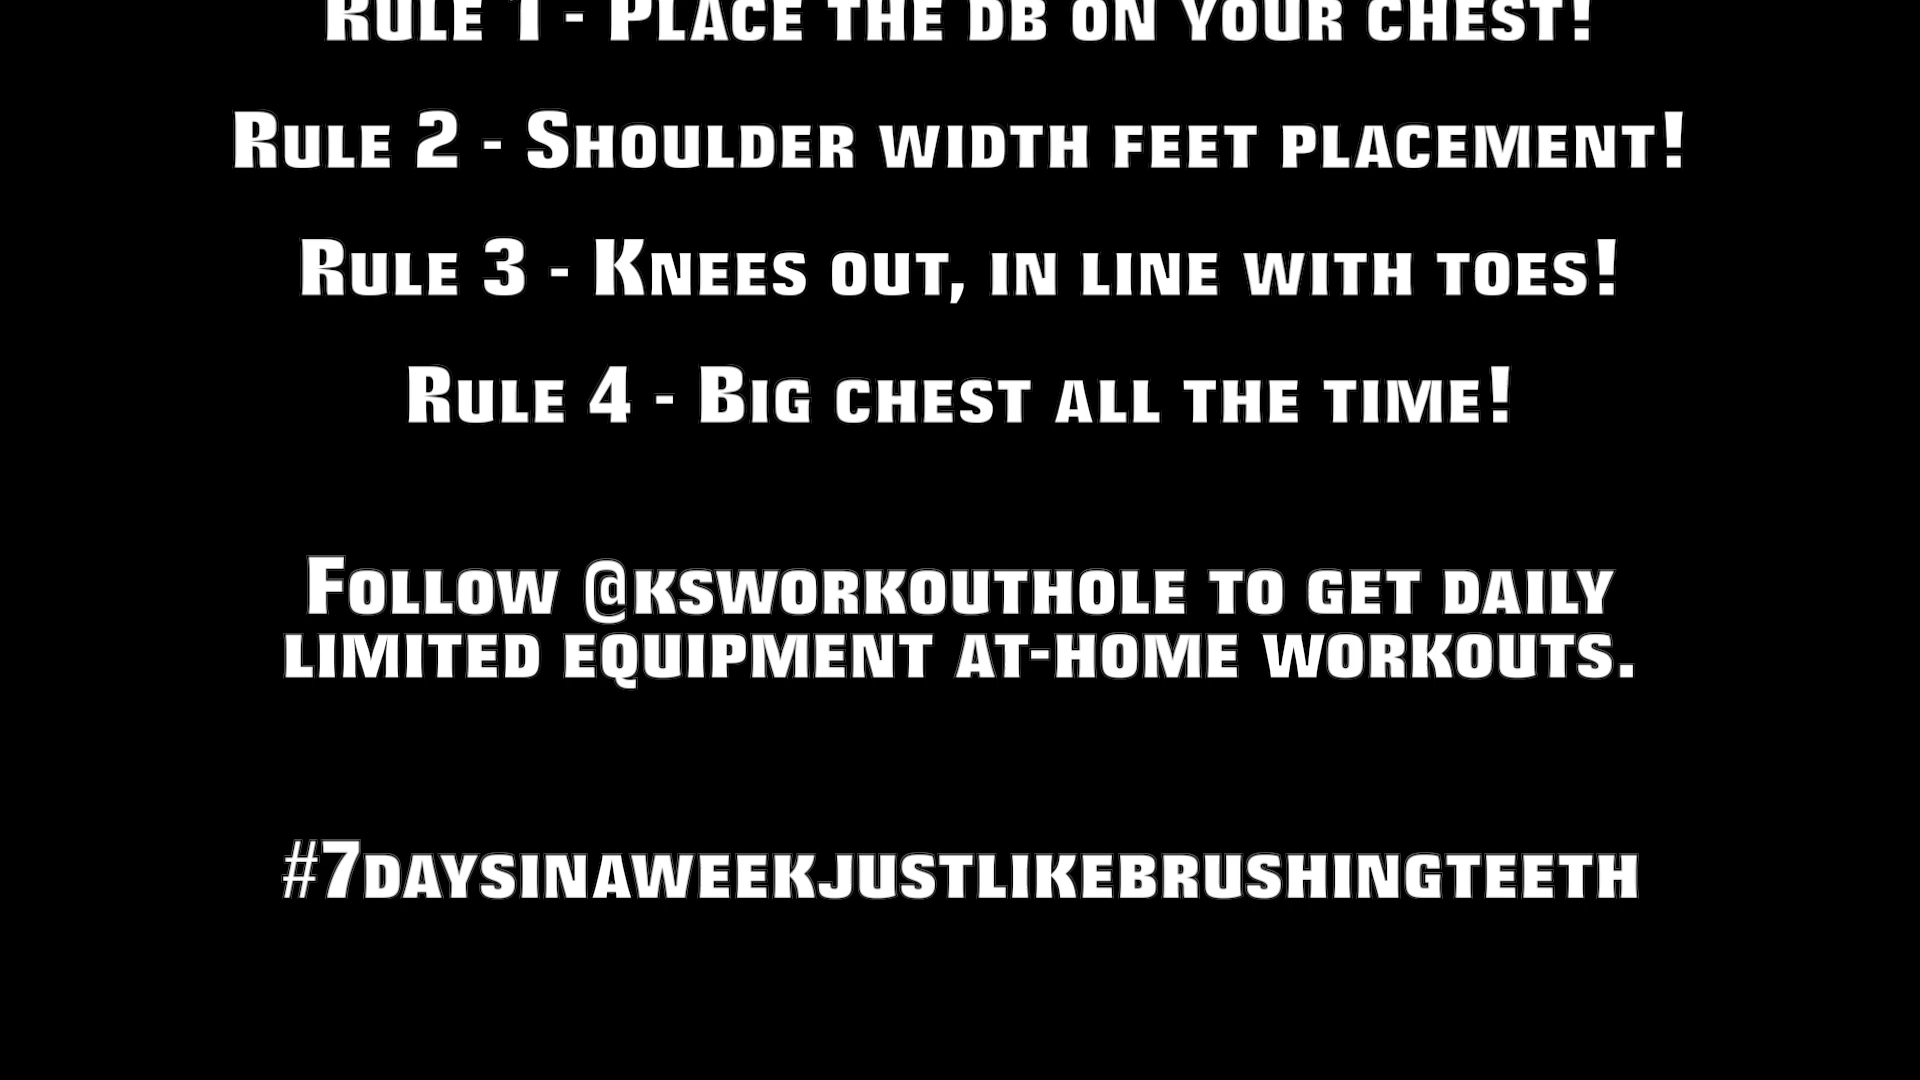 Rule 1 - Place the db on your chest!
Rule 2 - Shoulder width feet placement!
Rule 3 - Knees out, in line with toes!
Rule 4 - Big chest all the time!
Follow @ksworkouthole to get daily
limited equipment at-home workouts.
#7daysinaweekjustlikebrushingteeth